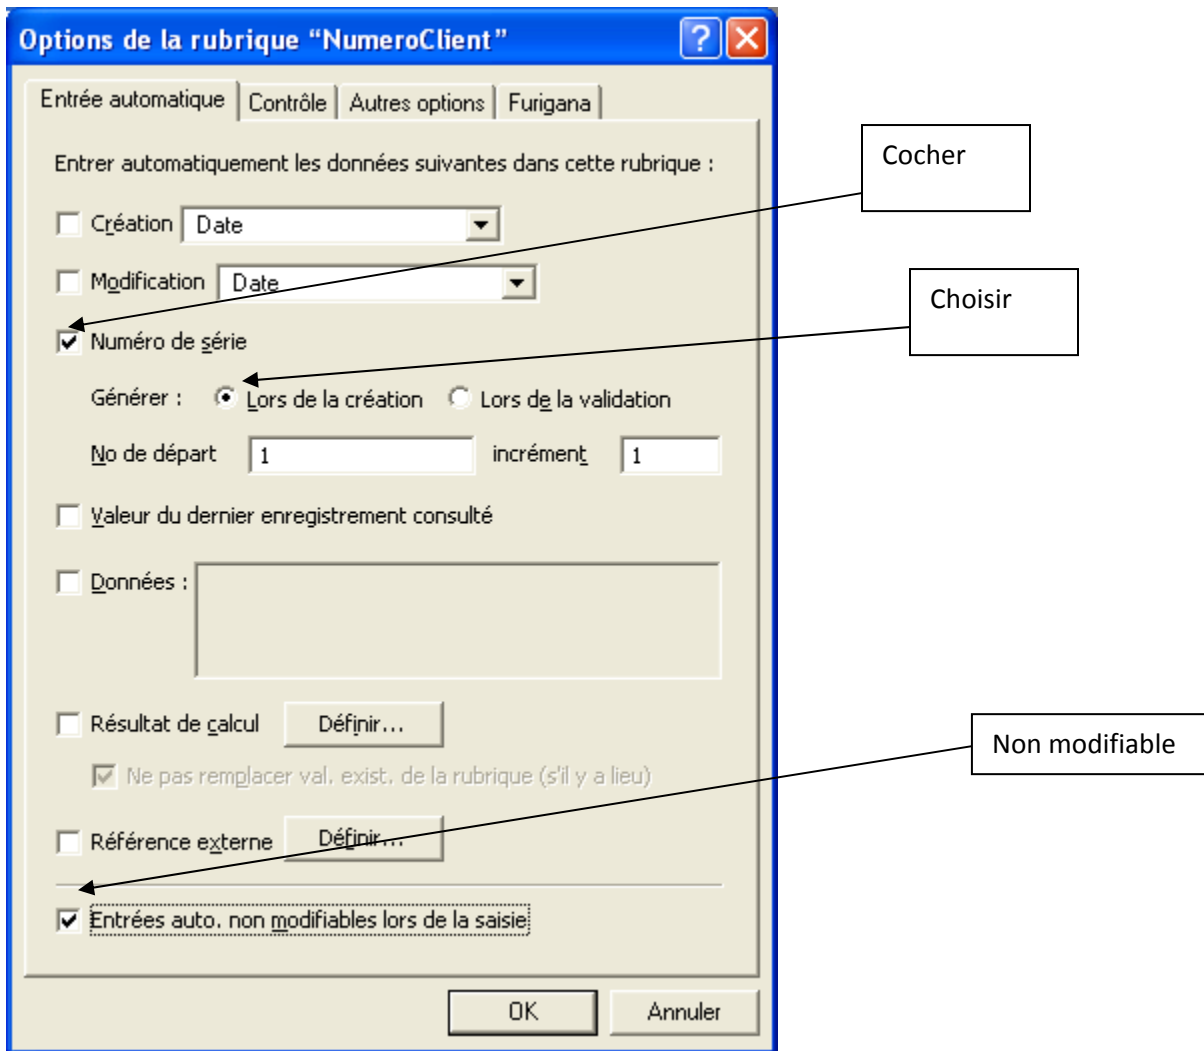 Options de la rubrique “NumeroClient”
Entrée automatique Contrôle Autres options Furigana
Entrer automatiquement les données suivantes dans cette rubrique :
Cocher
Création Date
Modification Date
Choisir
Numéro de série
Générer : Lors de la création Lors de la validation
No de départ 1 incrément 1
Valeur du dernier enregistrement consulté
Données :
Résultat de calcul Définir...
Non modifiable
Ne pas remplacer val. exist. de la rubrique (s'il y a lieu)
Référence externe Définir...
Entrées auto. non modifiables lors de la saisie
OK Annuler